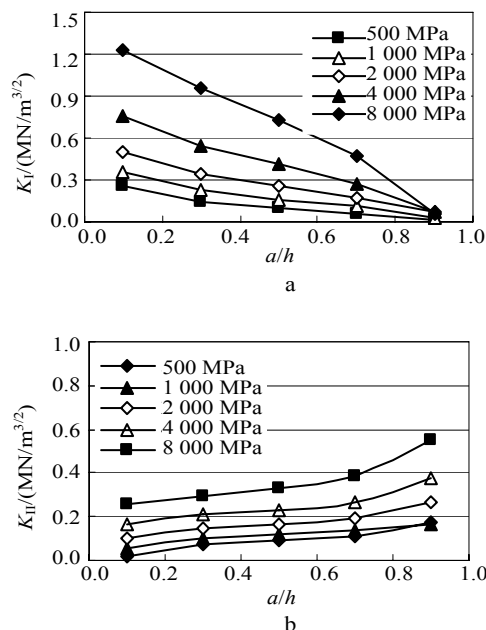 1.5
1.2
0.9
0.6
0.3
0.0
K_I/(MN/m^{3/2})
500 MPa
1 000 MPa
2 000 MPa
4 000 MPa
8 000 MPa
0.0 0.2 0.4 0.6 0.8 1.0
a/h
a
1.0
0.8
0.6
0.4
0.2
0.0
K_{II}/(MN/m^{3/2})
500 MPa
1 000 MPa
2 000 MPa
4 000 MPa
8 000 MPa
0.0 0.2 0.4 0.6 0.8 1.0
a/h
b